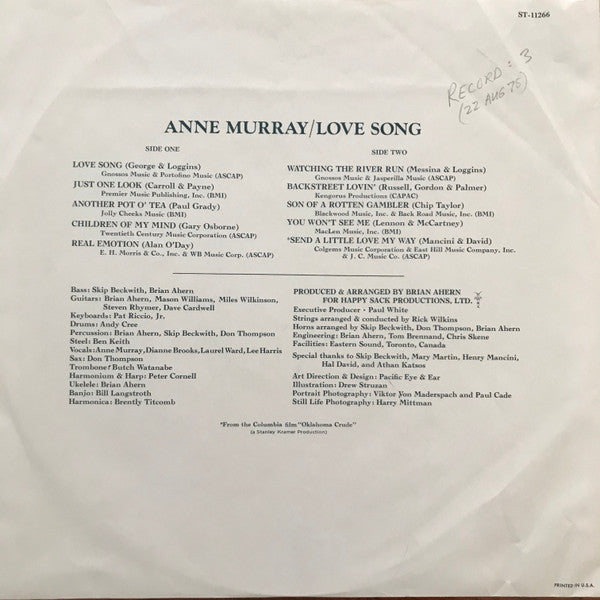 ST-11266
RECORD: 3
(22 AUG 75)
ANNE MURRAY/LOVE SONG
SIDE ONE
LOVE SONG (George & Loggins)
Gnossos Music & Portofino Music (ASCAP)
JUST ONE LOOK (Carroll & Payne)
Premier Music Publishing, Inc. (BMI)
ANOTHER POT O' TEA (Paul Grady)
Jolly Cheeks Music (BMI)
CHILDREN OF MY MIND (Gary Osborne)
Twentieth Century Music Corporation (ASCAP)
REAL EMOTION (Alan O'Day)
E. H. Morris & Co., Inc. & WB Music Corp. (ASCAP)
SIDE TWO
WATCHING THE RIVER RUN (Messina & Loggins)
Gnossos Music & Jasperilla Music (ASCAP)
BACKSTREET LOVIN' (Russell, Gordon & Palmer)
Kengorus Productions (CAPAC)
SON OF A ROTTEN GAMBLER (Chip Taylor)
Blackwood Music, Inc. & Back Road Music, Inc. (BMI)
YOU WON'T SEE ME (Lennon & McCartney)
MacLen Music, Inc. (BMI)
*SEND A LITTLE LOVE MY WAY (Mancini & David)
Colgems Music Corporation & East Hill Music Company, Inc.
& J. C. Music Co. (ASCAP)
Bass: Skip Beckwith, Brian Ahern
Guitars: Brian Ahern, Mason Williams, Miles Wilkinson,
Steven Rhymer, Dave Cardwell
Keyboards: Pat Riccio, Jr.
Drums: Andy Cree
Percussion: Brian Ahern, Skip Beckwith, Don Thompson
Steel: Ben Keith
Vocals: Anne Murray, Dianne Brooks, Laurel Ward, Lee Harris
Sax: Don Thompson
Trombone: Butch Watanabe
Harmonium & Harp: Peter Cornell
Ukelele: Brian Ahern
Banjo: Bill Langstroth
Harmonica: Brently Titcomb
PRODUCED & ARRANGED BY BRIAN AHERN
FOR HAPPY SACK PRODUCTIONS, LTD.
Executive Producer - Paul White
Strings arranged & conducted by Rick Wilkins
Horns arranged by Skip Beckwith, Don Thompson, Brian Ahern
Engineering: Brian Ahern, Tom Brennand, Chris Skene
Facilities: Eastern Sound, Toronto, Canada
Special thanks to Skip Beckwith, Mary Martin, Henry Mancini,
Hal David, and Athan Katsos
Art Direction & Design: Pacific Eye & Ear
Illustration: Drew Struzan
Portrait Photography: Viktor Von Maderspach and Paul Cade
Still Life Photography: Harry Mittman
*From the Columbia film "Oklahoma Crude"
(a Stanley Kramer Production)
PRINTED IN U.S.A.